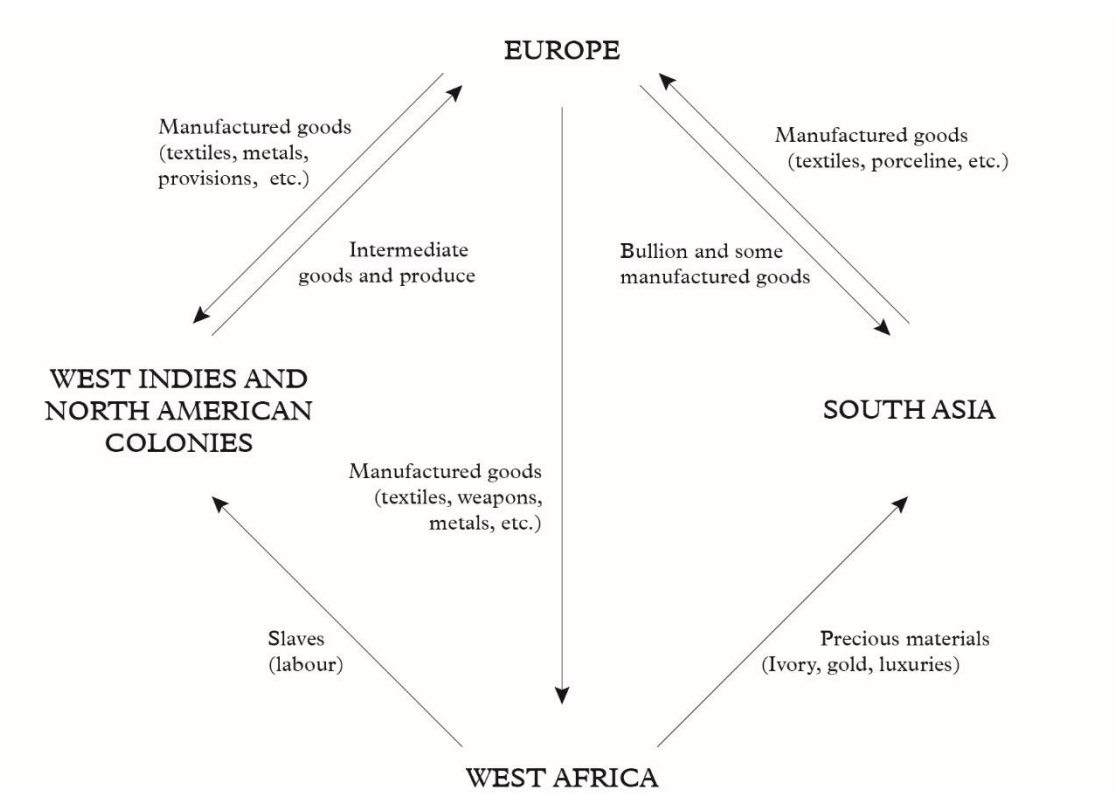 EUROPE
Manufactured goods
(textiles, metals,
provisions, etc.)
Manufactured goods
(textiles, porceline, etc.)
Intermediate
goods and produce
Bullion and some
manufactured goods
WEST INDIES AND
NORTH AMERICAN
COLONIES
SOUTH ASIA
Manufactured goods
(textiles, weapons,
metals, etc.)
Slaves
(labour)
Precious materials
(Ivory, gold, luxuries)
WEST AFRICA